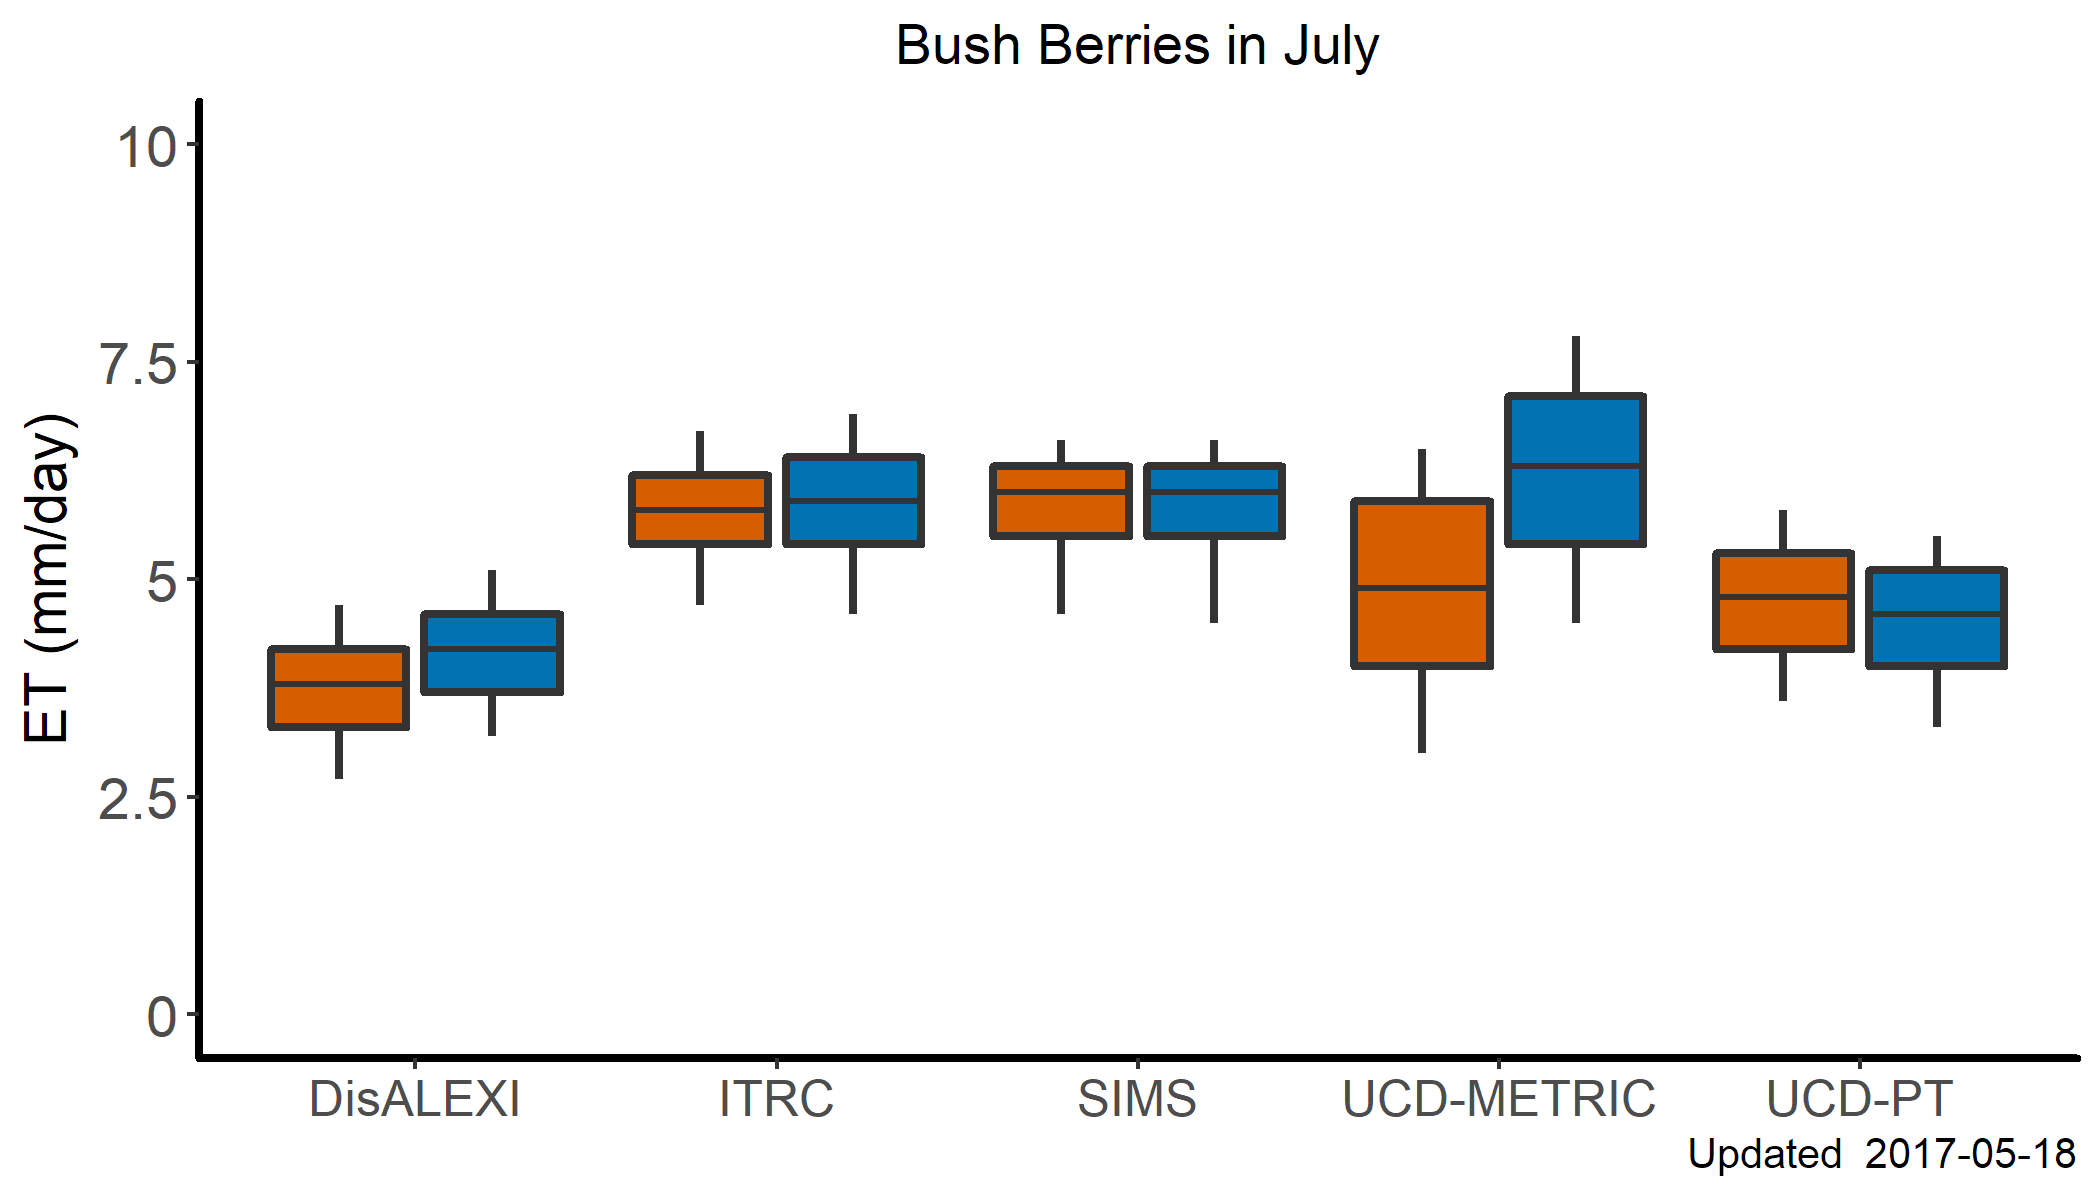 Bush Berries in July
10
7.5
5
2.5
0
ET (mm/day)
DisALEXI ITRC SIMS UCD-METRIC UCD-PT
Updated  2017-05-18